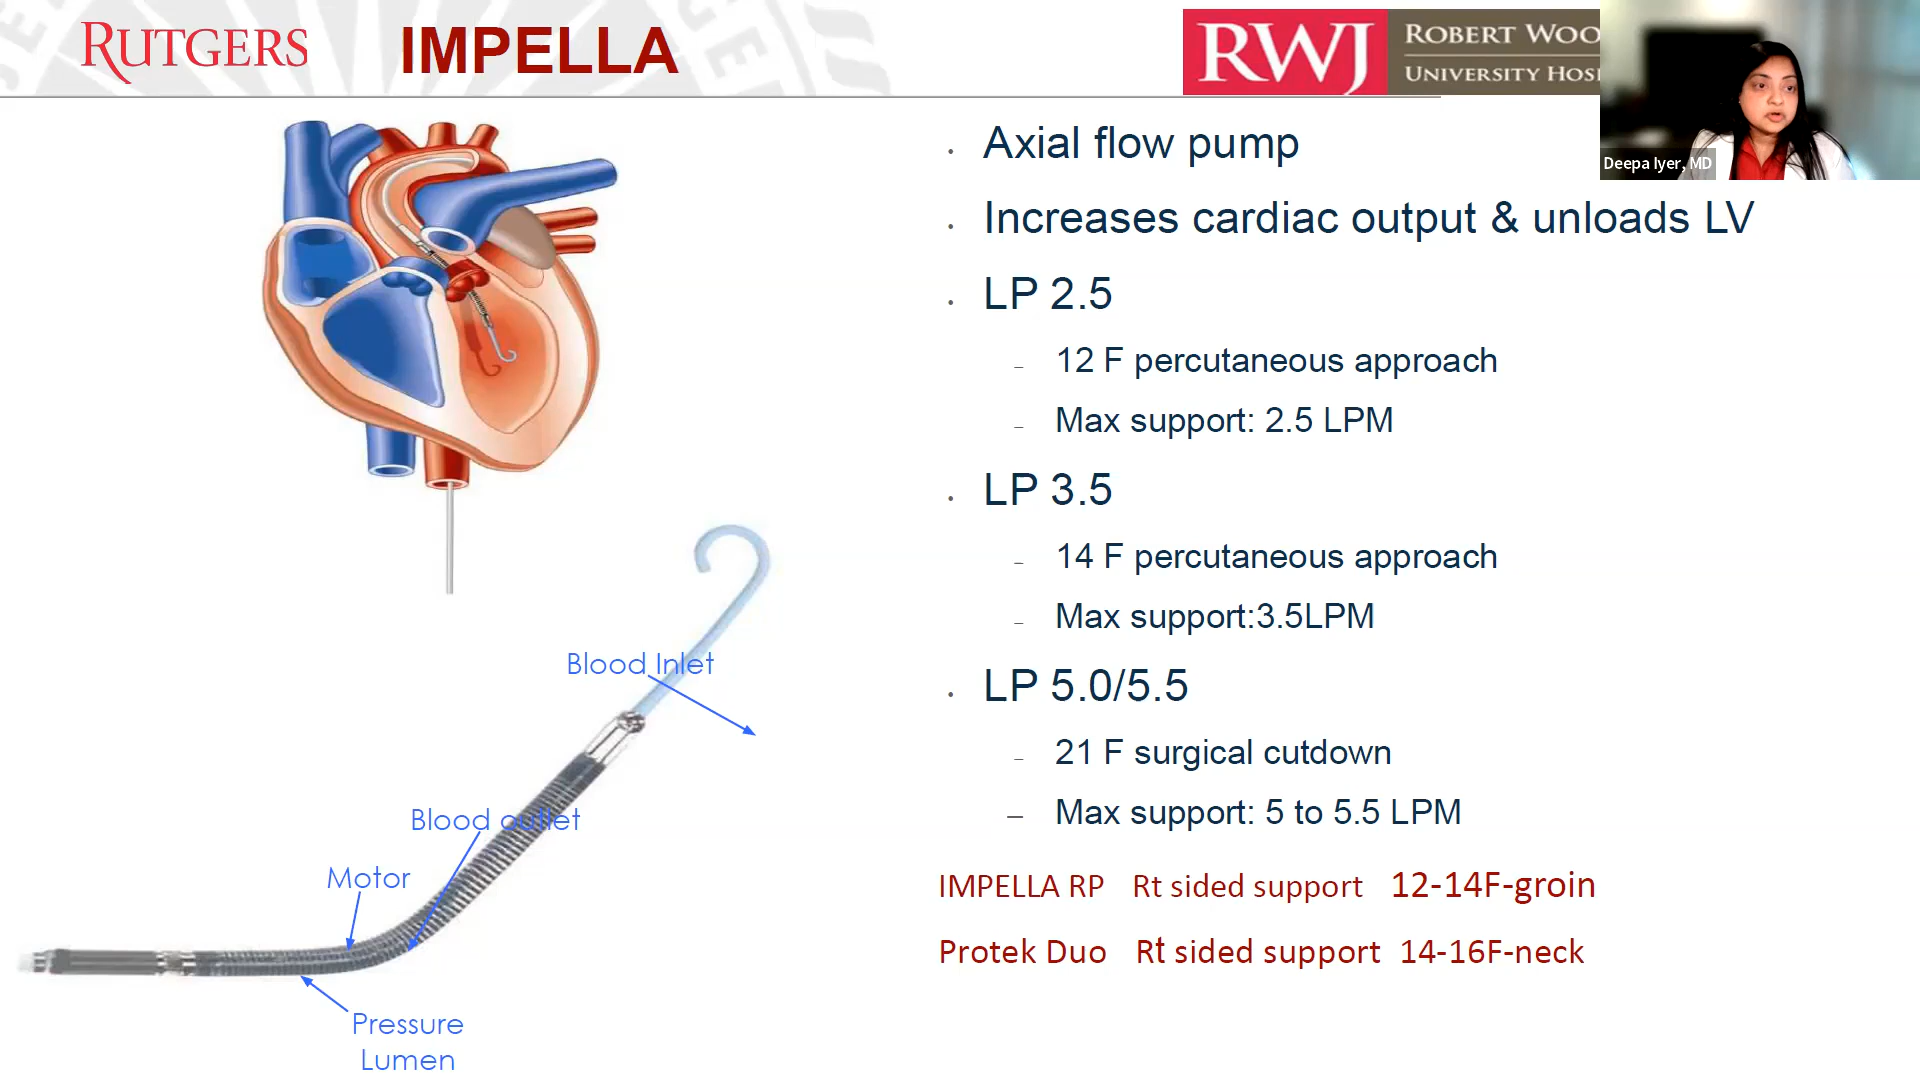 RUTGERS
IMPELLA
RWJ
ROBERT WOO
UNIVERSITY HOS
Deepa Iyer, MD
Axial flow pump
Increases cardiac output & unloads LV
LP 2.5
12 F percutaneous approach
Max support: 2.5 LPM
LP 3.5
14 F percutaneous approach
Max support:3.5LPM
LP 5.0/5.5
21 F surgical cutdown
Max support: 5 to 5.5 LPM
IMPELLA RP Rt sided support 12-14F-groin
Protek Duo Rt sided support 14-16F-neck
Blood Inlet
Blood outlet
Motor
Pressure
Lumen